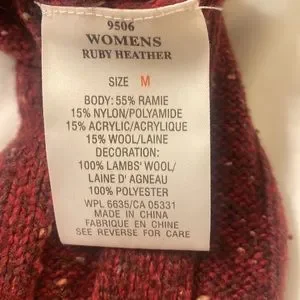 9506
WOMENS
RUBY HEATHER
SIZE M
BODY: 55% RAMIE
15% NYLON/POLYAMIDE
15% ACRYLIC/ACRYLIQUE
15% WOOL/LAINE
DECORATION:
100% LAMBS' WOOL/
LAINE D' AGNEAU
100% POLYESTER
WPL 6635/CA 05331
MADE IN CHINA
FABRIQUE EN CHINE
SEE REVERSE FOR CARE